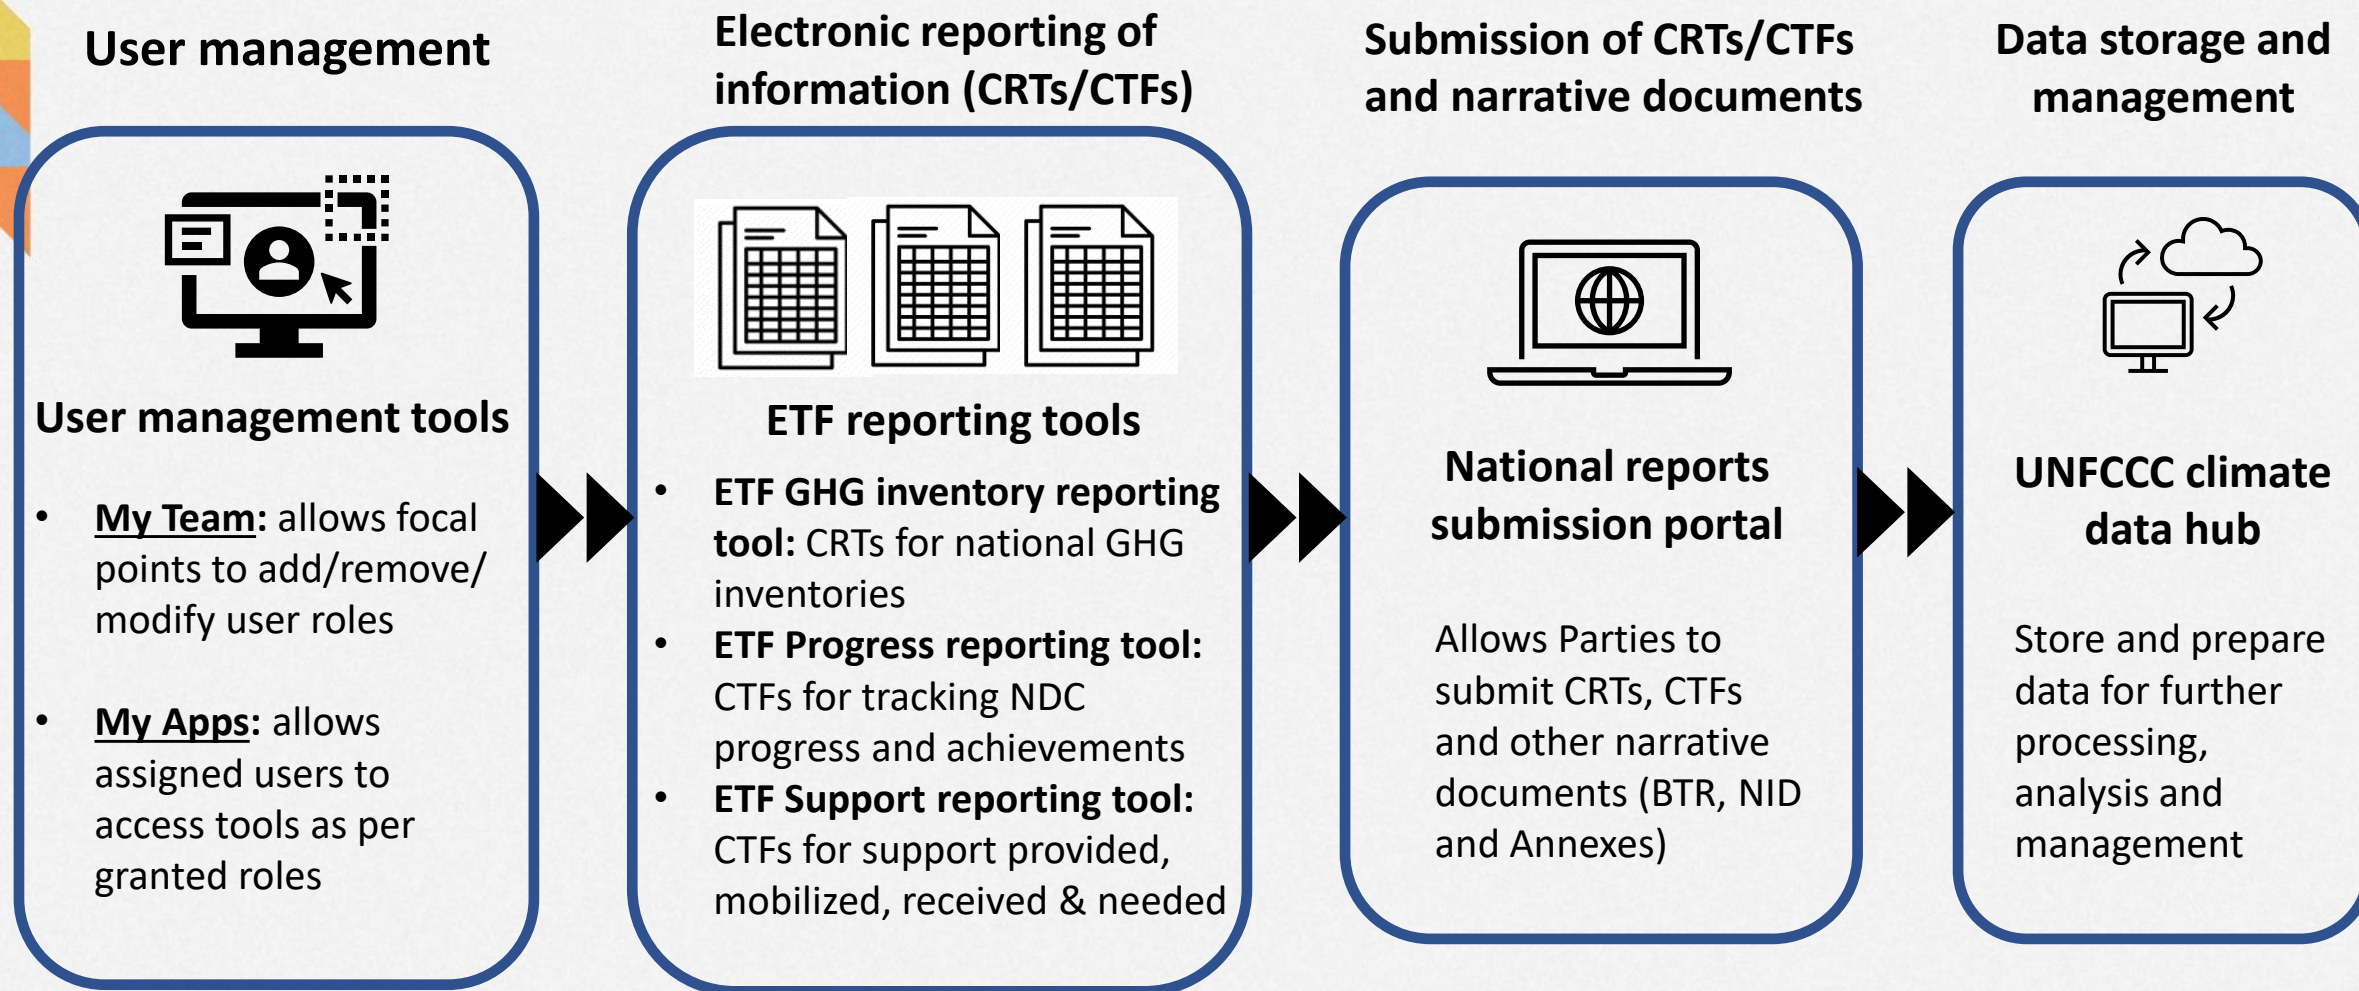 User management
User management tools
• My Team: allows focal
points to add/remove/
modify user roles
• My Apps: allows
assigned users to
access tools as per
granted roles
Electronic reporting of
information (CRTs/CTFs)
ETF reporting tools
• ETF GHG inventory reporting
tool: CRTs for national GHG
inventories
• ETF Progress reporting tool:
CTFs for tracking NDC
progress and achievements
• ETF Support reporting tool:
CTFs for support provided,
mobilized, received & needed
Submission of CRTs/CTFs
and narrative documents
National reports
submission portal
Allows Parties to
submit CRTs, CTFs
and other narrative
documents (BTR, NID
and Annexes)
Data storage and
management
UNFCCC climate
data hub
Store and prepare
data for further
processing,
analysis and
management